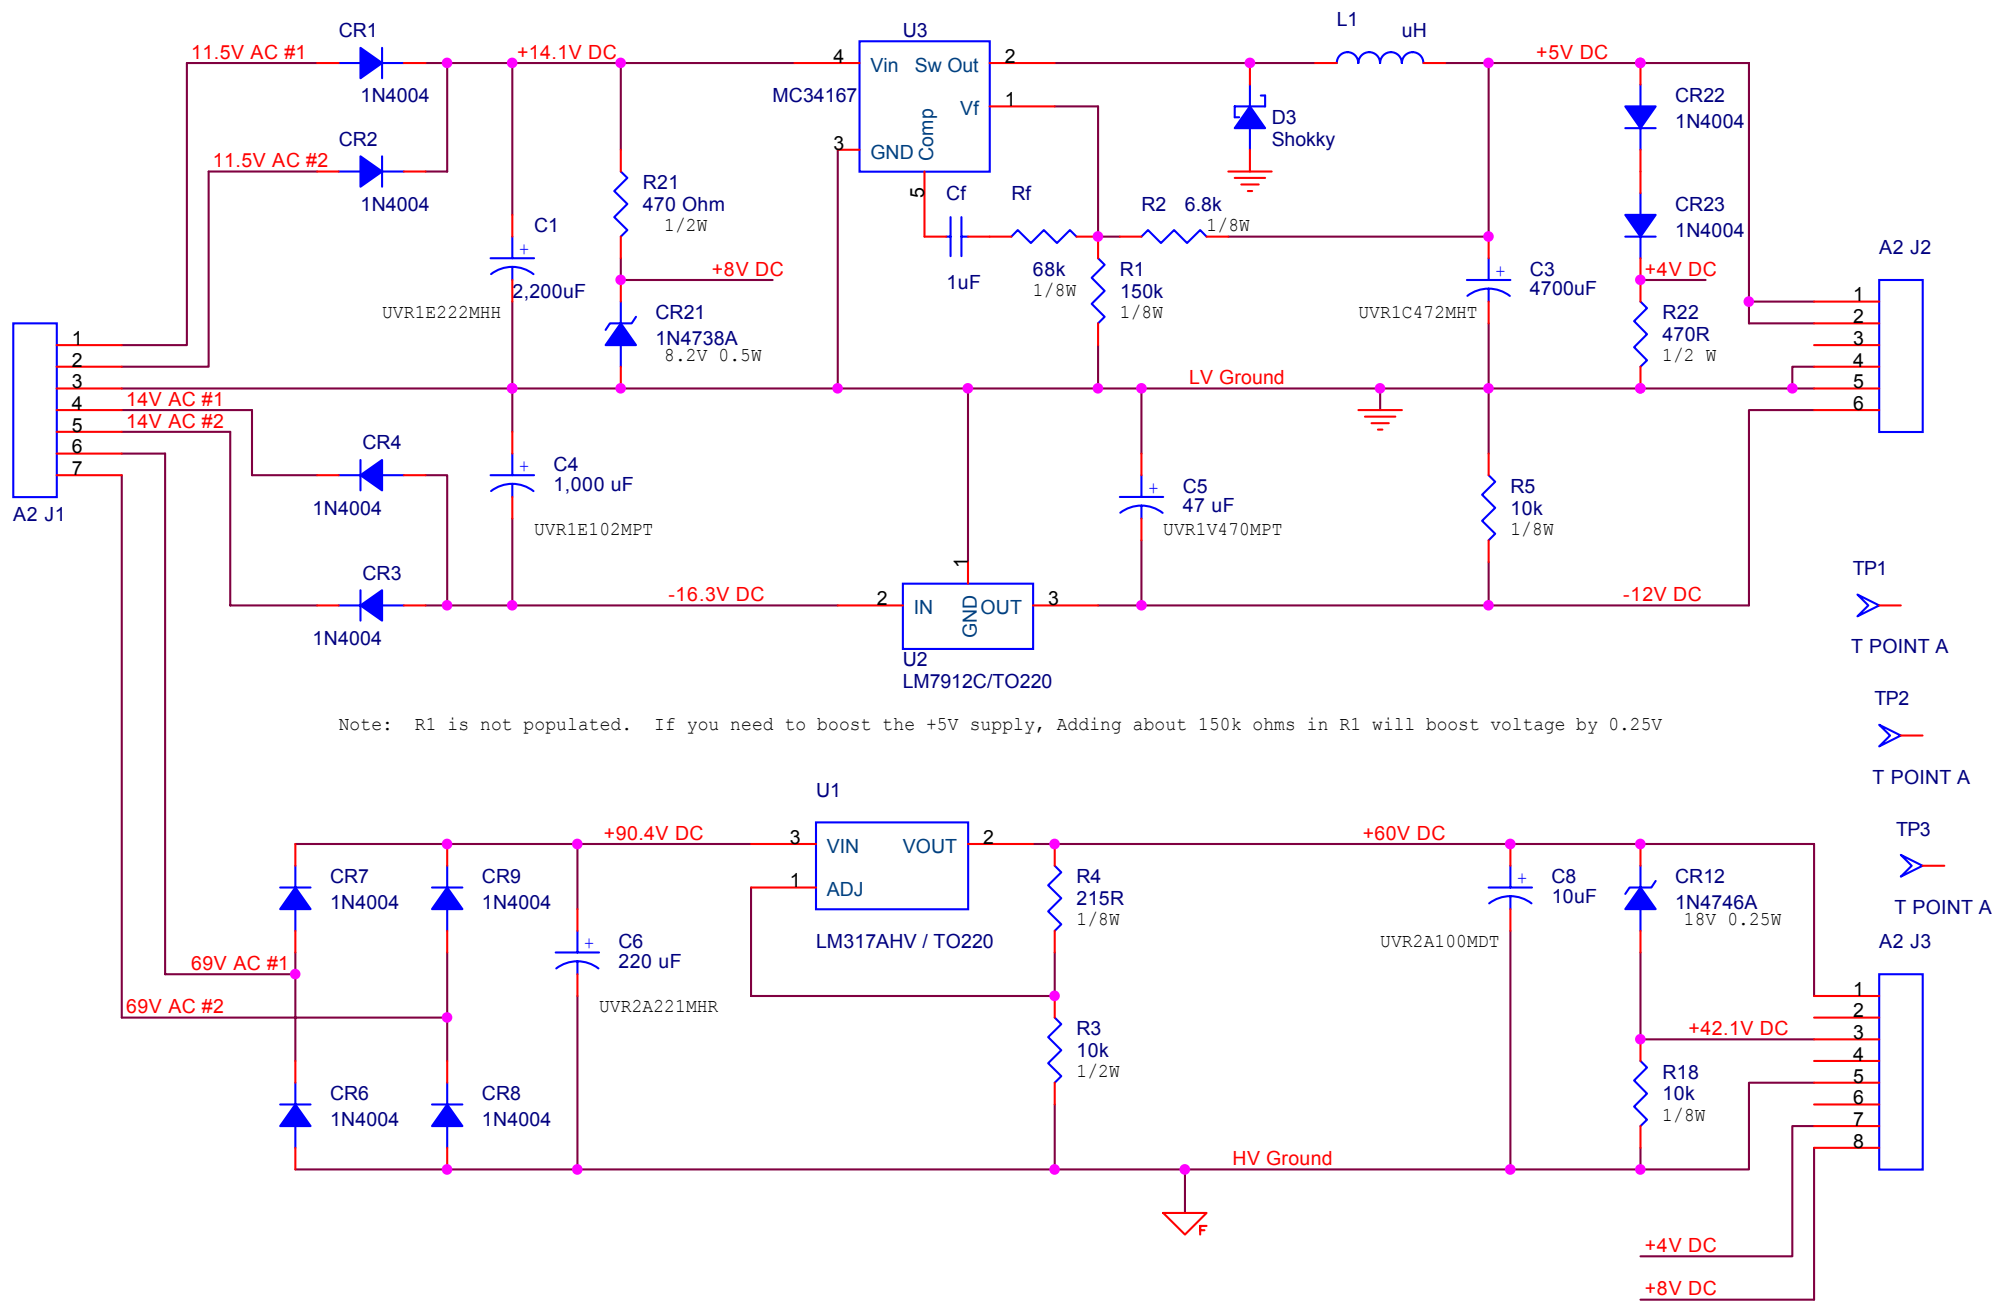 CR1
11.5V AC #1
1N4004
CR2
11.5V AC #2
1N4004
+14.1V DC
C1
+
2,200uF
UVR1E222MHH
R21
470 Ohm
1/2W
+8V DC
CR21
1N4738A
8.2V 0.5W
U3
4
Vin
Sw Out
2
MC34167
Vf
1
3
GND
Comp
5
Cf
1uF
Rf
68k
1/8W
R2
6.8k
1/8W
R1
150k
1/8W
L1
uH
D3
Shokky
+5V DC
C3
+
4700uF
UVR1C472MHT
CR22
1N4004
CR23
1N4004
+4V DC
R22
470R
1/2 W
A2 J2
1
2
3
4
5
6
1
2
3
4
5
6
7
A2 J1
14V AC #1
14V AC #2
LV Ground
CR4
1N4004
CR3
1N4004
C4
+
1,000 uF
UVR1E102MPT
-16.3V DC
2
IN
GND
1
OUT
3
U2
LM7912C/TO220
C5
+
47 uF
UVR1V470MPT
R5
10k
1/8W
-12V DC
TP1
T POINT A
TP2
T POINT A
TP3
T POINT A
Note: R1 is not populated. If you need to boost the +5V supply, Adding about 150k ohms in R1 will boost voltage by 0.25V
U1
+90.4V DC
3
VIN
VOUT
2
1
ADJ
LM317AHV / TO220
+60V DC
CR7
1N4004
CR9
1N4004
69V AC #1
69V AC #2
CR6
1N4004
CR8
1N4004
C6
+
220 uF
UVR2A221MHR
R4
215R
1/8W
R3
10k
1/2W
C8
+
10uF
UVR2A100MDT
CR12
1N4746A
18V 0.25W
+42.1V DC
R18
10k
1/8W
A2 J3
1
2
3
4
5
6
7
8
HV Ground
F
+4V DC
+8V DC